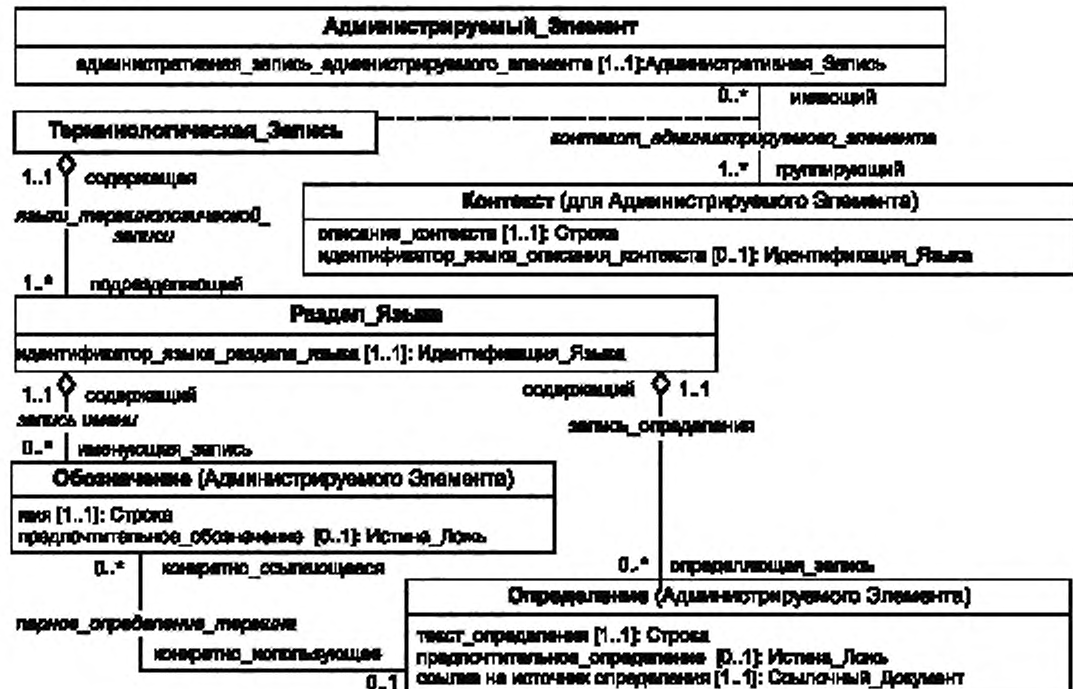 Администрируемый_Элемент
административная_запись_администрируемого_элемента [1..1]:Административная_Запись
0..* имеющий
Терминологическая_Запись
контекст_администрируемого_элемента
1..1 содержащая
1..* группирующий
языки_терминологической_
записи
Контекст (для Администрируемого Элемента)
описание_контекста [1..1]: Строка
идентификатор_языка_описания_контекста [0..1]: Идентификация_Языка
1..* подразделяющий
Раздел_Языка
идентификатор_языка_раздела_языка [1..1]: Идентификация_Языка
1..1 содержащий
содержащий 1..1
запись имени
запись_определения
0..* именующая_запись
Обозначение (Администрируемого Элемента)
имя [1..1]: Строка
предпочтительное_обозначение [0..1]: Истина_Ложь
0..* конкретно_ссылающееся
0..* определяющая_запись
Определение (Администрируемого Элемента)
парное_определение_термина
текст_определения [1..1]: Строка
конкретно_использующее
предпочтительное_определение [0..1]: Истина_Ложь
0..1
ссылка на источник определения [1..1]: Ссылочный_Документ